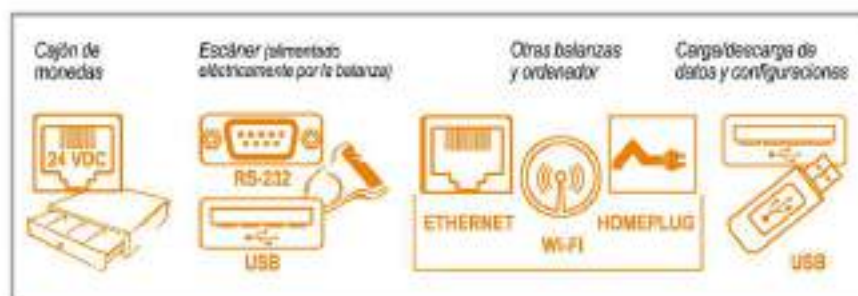 Cajón de
monedas
Escáner (alimentado
eléctricamente por la balanza)
Otras balanzas
y ordenador
Carga/descarga de
datos y configuraciones
24 VDC
RS-232
USB
ETHERNET
WI-FI
HOMEPLUG
USB